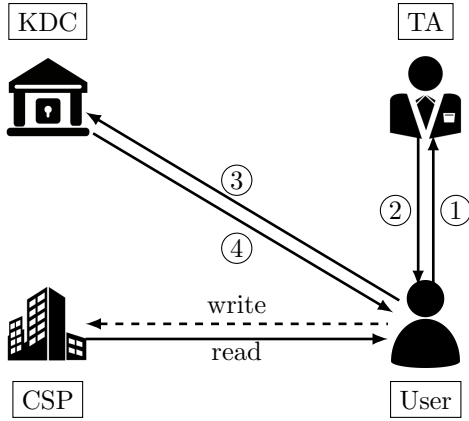 KDC
TA
③
② ①
④
write
read
CSP
User